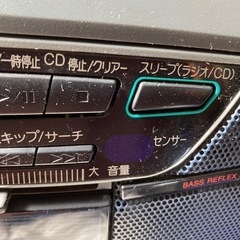 一時停止 CD 停止/クリアー スリープ(ラジオ/CD)
キップ/サーチ センサー
大 音量
BASS REFLEX